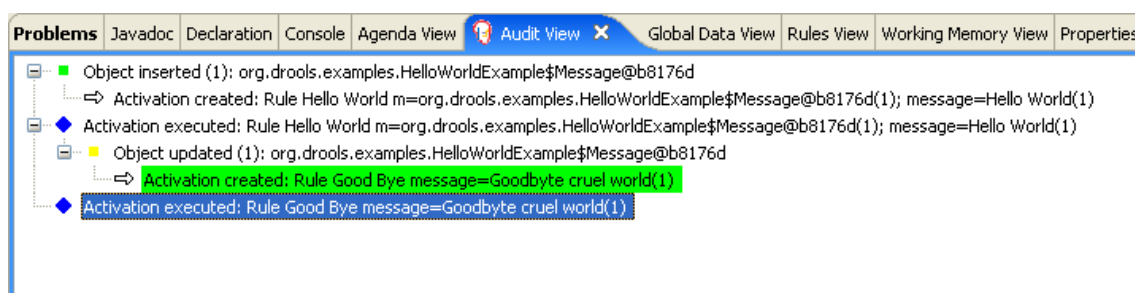 Problems Javadoc Declaration Console Agenda View Audit View Global Data View Rules View Working Memory View Properties
Object inserted (1): org.drools.examples.HelloWorldExample$Message@b8176d
Activation created: Rule Hello World m=org.drools.examples.HelloWorldExample$Message@b8176d(1); message=Hello World(1)
Activation executed: Rule Hello World m=org.drools.examples.HelloWorldExample$Message@b8176d(1); message=Hello World(1)
Object updated (1): org.drools.examples.HelloWorldExample$Message@b8176d
Activation created: Rule Good Bye message=Goodbyte cruel world(1)
Activation executed: Rule Good Bye message=Goodbyte cruel world(1)